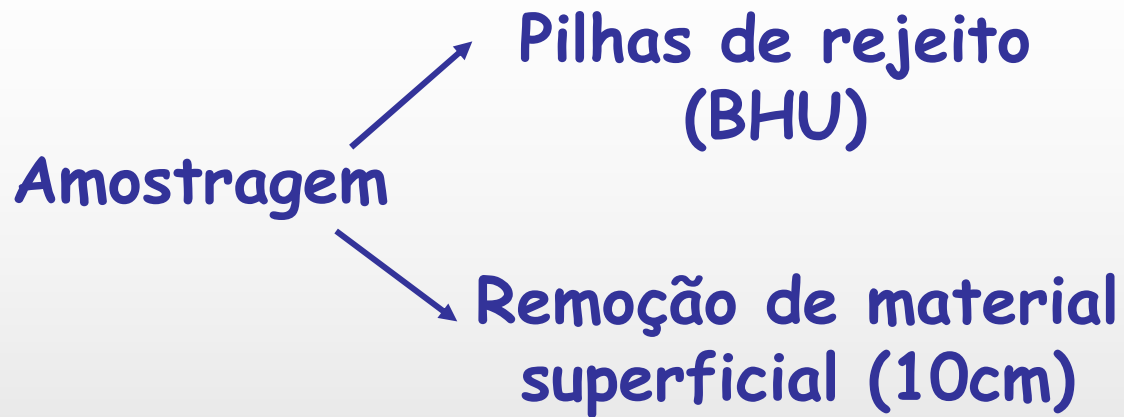 Pilhas de rejeito
(BHU)
Amostragem
Remoção de material
superficial (10cm)